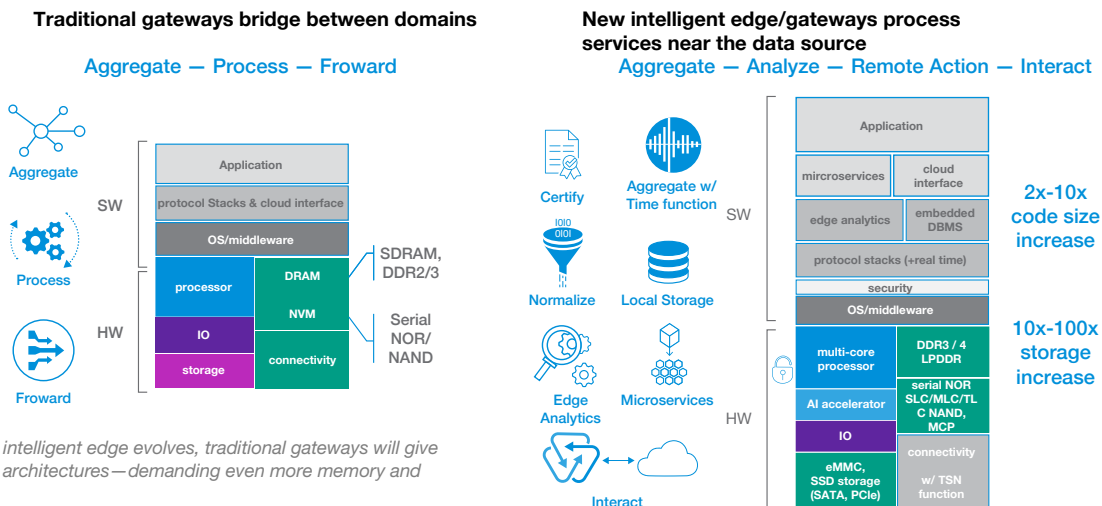 Traditional gateways bridge between domains
Aggregate — Process — Froward
Aggregate
Process
Froward
SW
HW
Application
protocol Stacks & cloud interface
OS/middleware
processor
IO
storage
DRAM
NVM
connectivity
SDRAM,
DDR2/3
Serial
NOR/
NAND
intelligent edge evolves, traditional gateways will give
architectures—demanding even more memory and
New intelligent edge/gateways process
services near the data source
Aggregate — Analyze — Remote Action — Interact
Certify
Aggregate w/
Time function
IOIO
OIOI
Normalize
Local Storage
Edge
Analytics
Microservices
Interact
SW
HW
Application
mircroservices
cloud
interface
edge analytics
embedded
DBMS
protocol stacks (+real time)
security
OS/middleware
multi-core
processor
AI accelerator
IO
eMMC,
SSD storage
(SATA, PCIe)
DDR3 / 4
LPDDR
serial NOR
SLC/MLC/TL
C NAND,
MCP
connectivity
w/ TSN
function
2x-10x
code size
increase
10x-100x
storage
increase